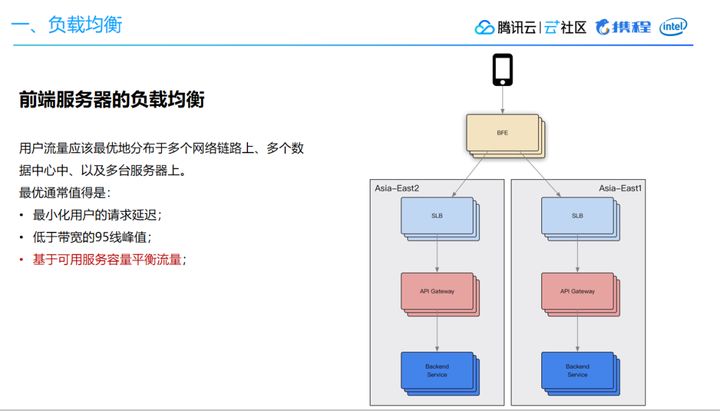 一、负载均衡
腾讯云 云+社区 携程 intel
前端服务器的负载均衡
用户流量应该最优地分布于多个网络链路上、多个数
据中心中、以及多台服务器上。
最优通常值得是：
• 最小化用户的请求延迟；
• 低于带宽的95线峰值；
• 基于可用服务容量平衡流量；
BFE
Asia-East2
Asia-East1
SLB
SLB
API Gateway
API Gateway
Backend
Service
Backend
Service